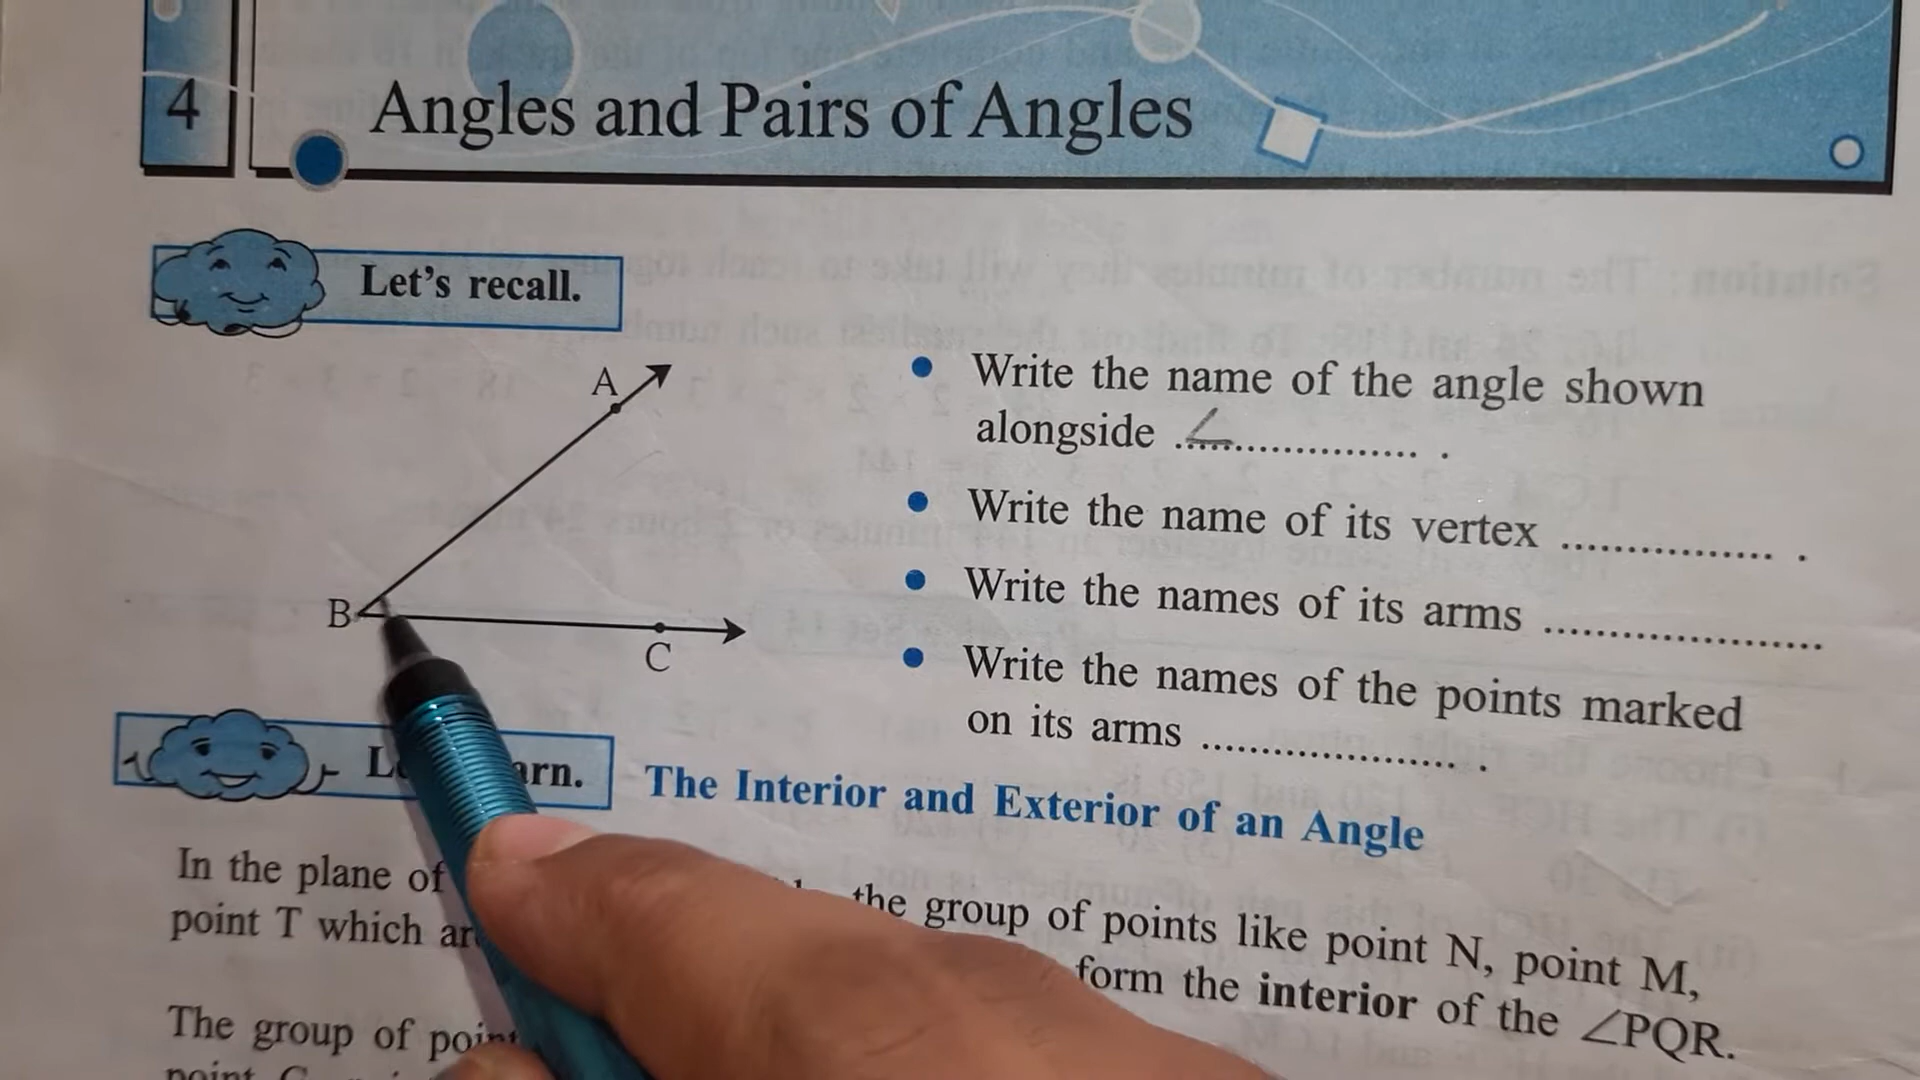 4
Angles and Pairs of Angles
Let's recall.
A
B
C
• Write the name of the angle shown
alongside .∠.................. .
• Write the name of its vertex ................ .
• Write the names of its arms .....................
• Write the names of the points marked
on its arms ................... .
The Interior and Exterior of an Angle
In the plane of
the group of points like point N, point M,
point T which
form the interior of the ∠PQR.
The group of